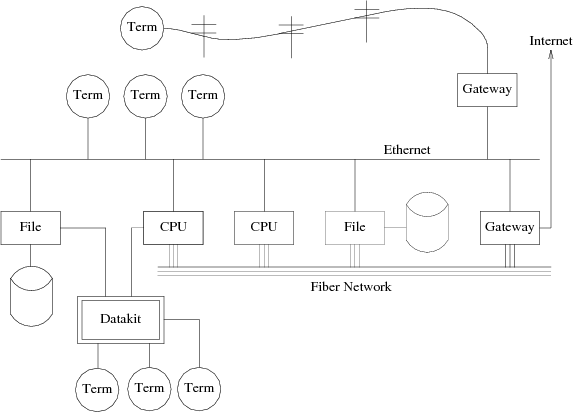 Term
Internet
Gateway
Term
Term
Term
Ethernet
File
CPU
CPU
File
Gateway
Fiber Network
Datakit
Term
Term
Term